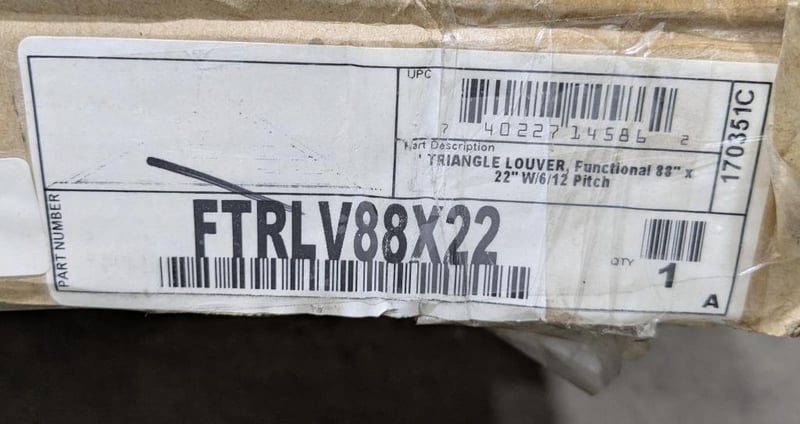 UPC
7 40227 14586 2
Part Description
' TRIANGLE LOUVER, Functional 88" x
22" W/6/12 Pitch
170351C
PART NUMBER
FTRLV88X22
QTY
1
A